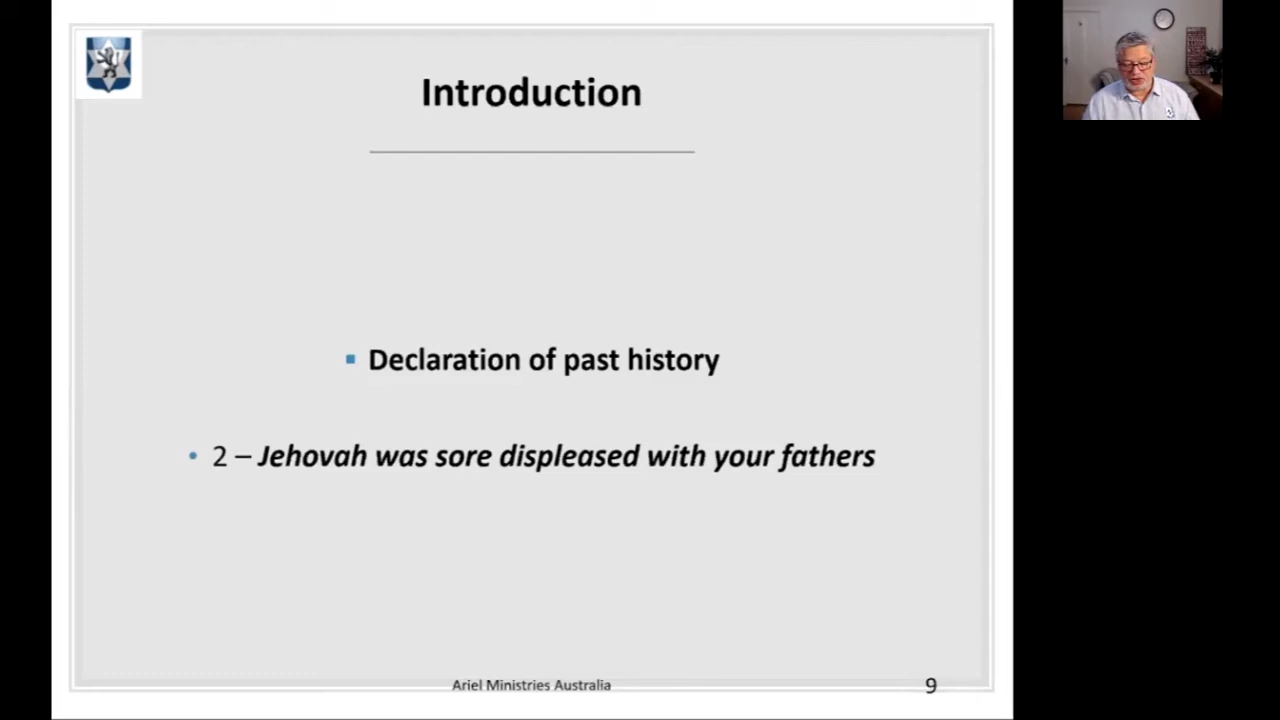 Introduction
Declaration of past history
2 – Jehovah was sore displeased with your fathers
Ariel Ministries Australia
9